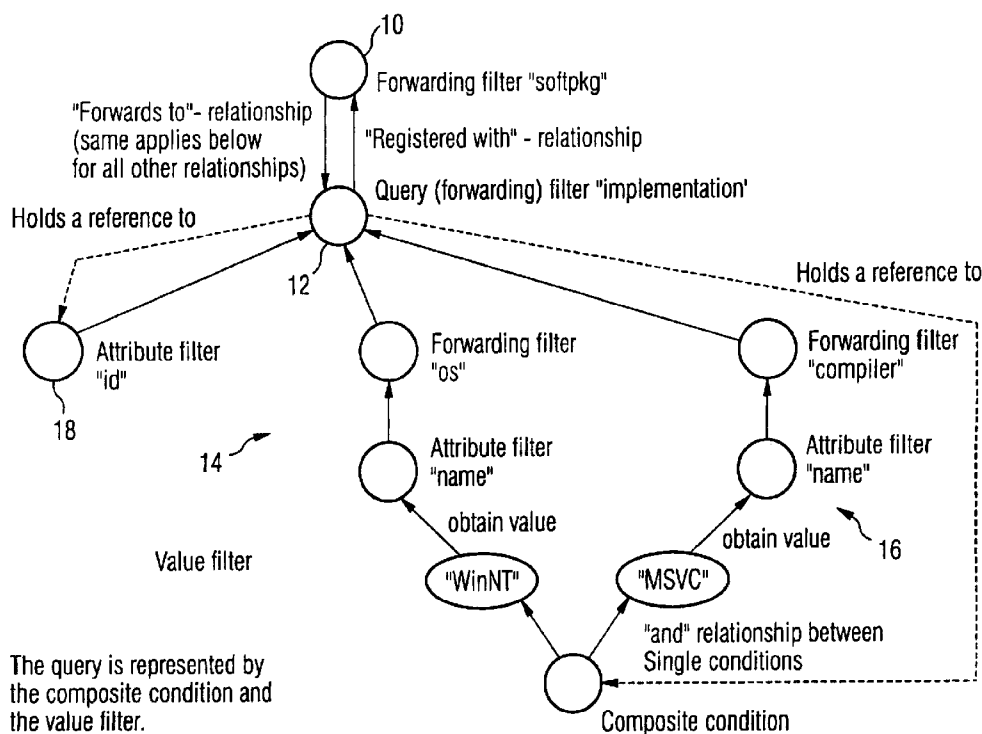 10
Forwarding filter "softpkg"
"Forwards to"- relationship
(same applies below
for all other relationships)
"Registered with" - relationship
Query (forwarding) filter "implementation'
Holds a reference to
12
Holds a reference to
Attribute filter
"id"
18
Forwarding filter
"os"
Forwarding filter
"compiler"
14
Attribute filter
"name"
Attribute filter
"name"
16
obtain value
obtain value
Value filter
"WinNT"
"MSVC"
"and" relationship between
Single conditions
The query is represented by
the composite condition and
the value filter.
Composite condition